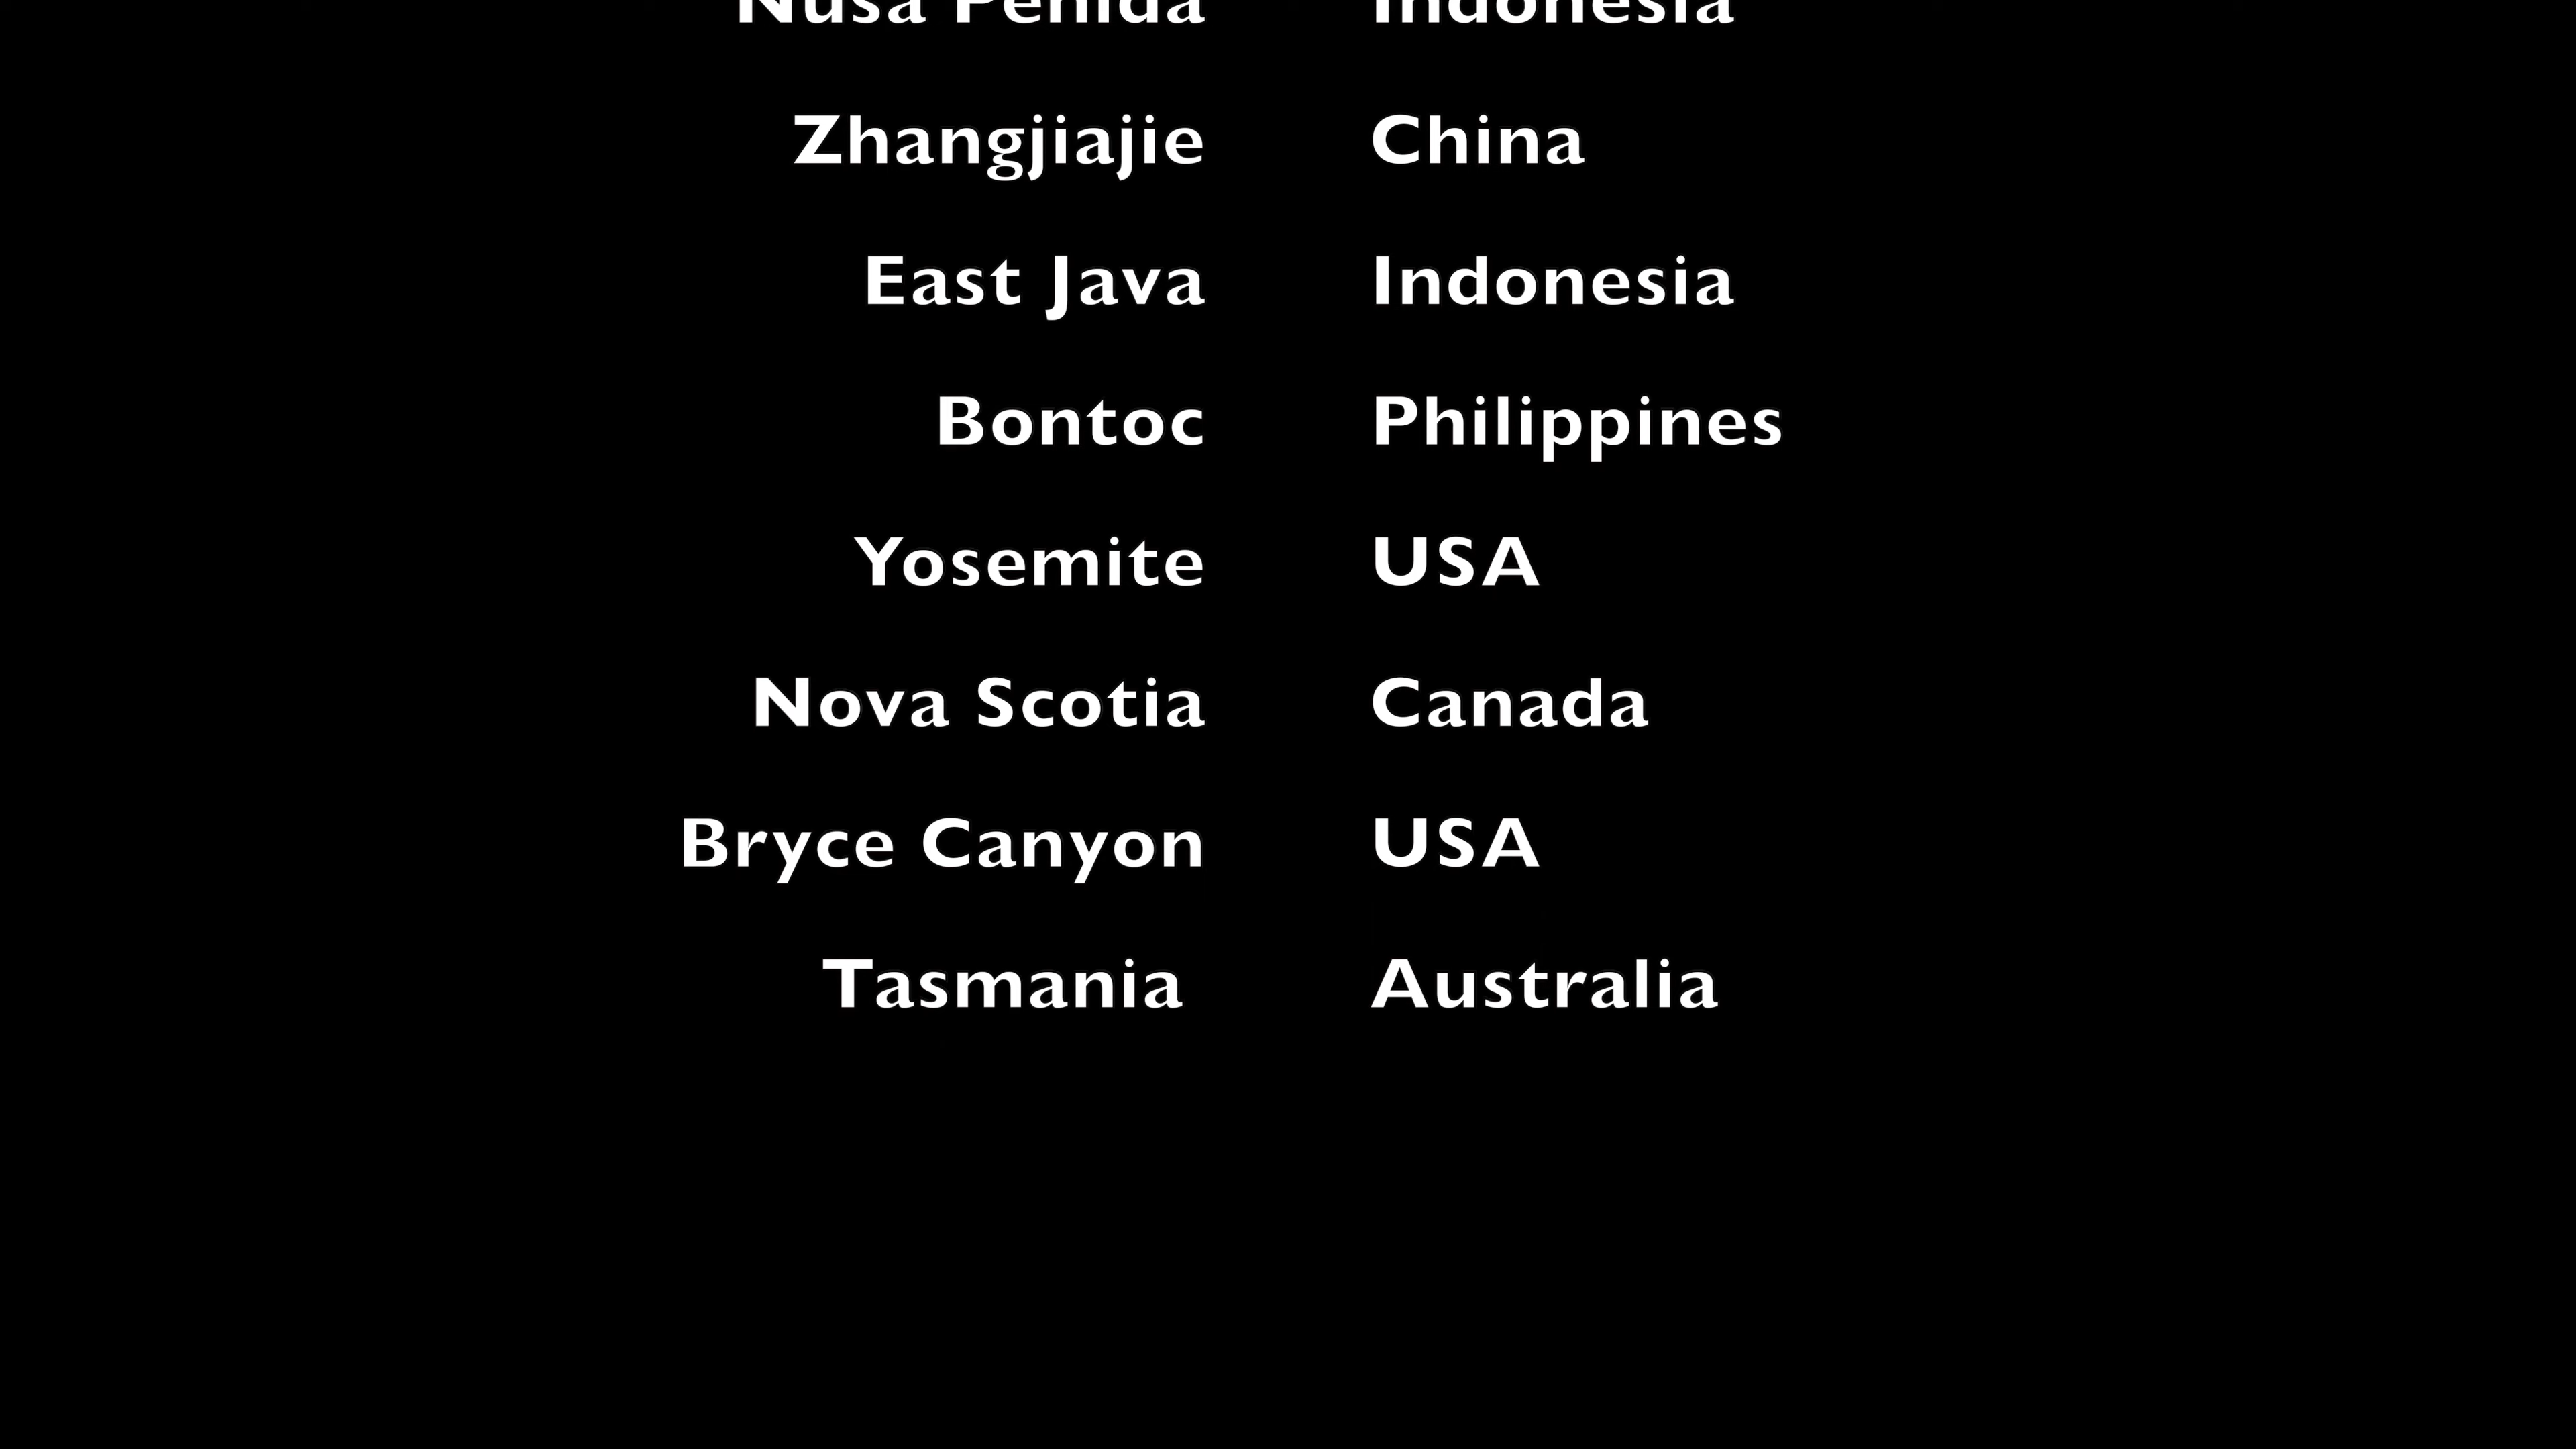 Nusa Penida Indonesia
Zhangjiajie China
East Java Indonesia
Bontoc Philippines
Yosemite USA
Nova Scotia Canada
Bryce Canyon USA
Tasmania Australia